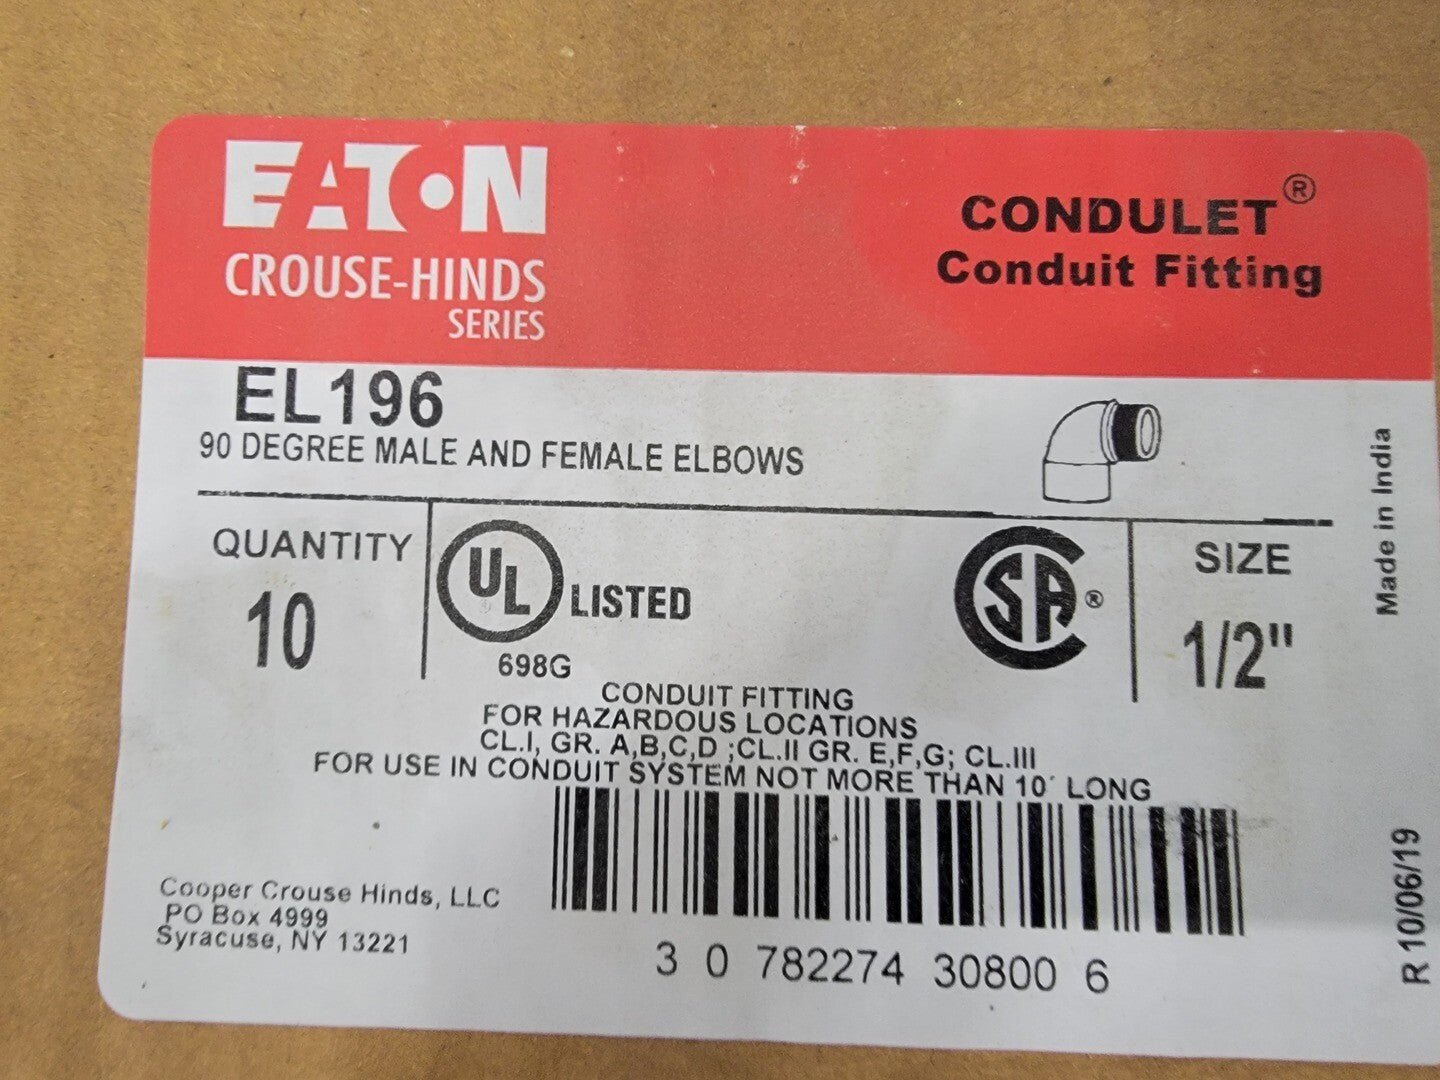 EATON
CROUSE-HINDS
SERIES
CONDULET®
Conduit Fitting
EL196
90 DEGREE MALE AND FEMALE ELBOWS
QUANTITY
10
UL LISTED
698G
SA ®
SIZE
1/2"
Made in India
CONDUIT FITTING
FOR HAZARDOUS LOCATIONS
CL.I, GR. A,B,C,D ;CL.II GR. E,F,G; CL.III
FOR USE IN CONDUIT SYSTEM NOT MORE THAN 10' LONG
Cooper Crouse Hinds, LLC
PO Box 4999
Syracuse, NY 13221
3 0 782274 30800 6
R 10/06/19